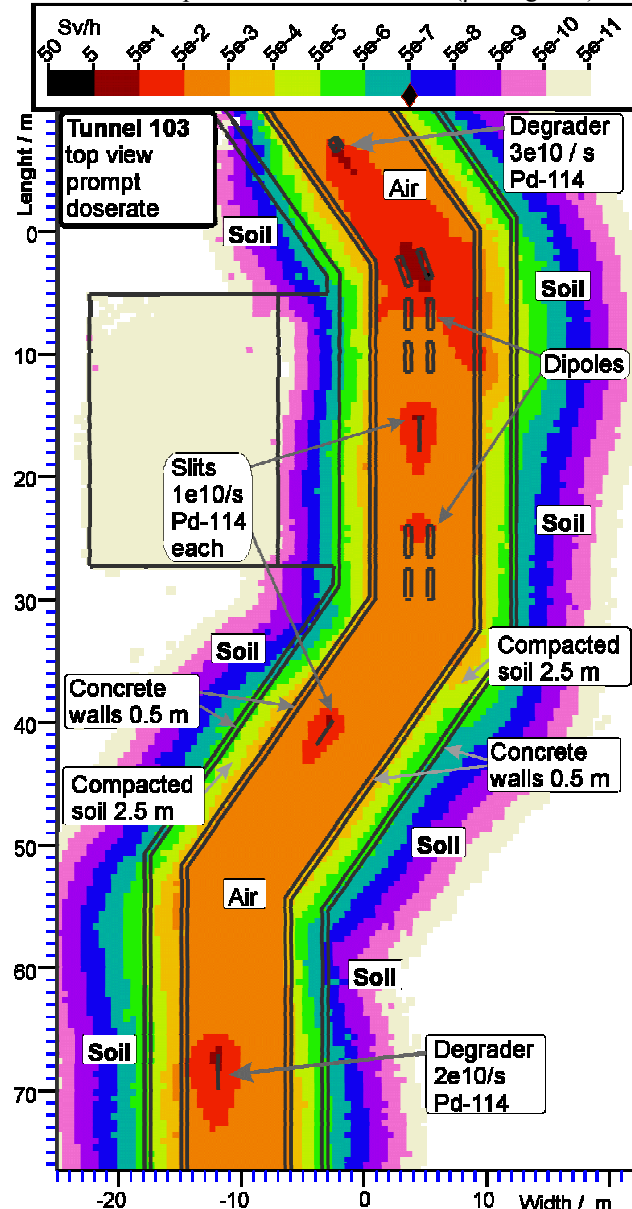 Sv/h
50
5
5e-1
5e-2
5e-3
5e-4
5e-5
5e-6
5e-7
5e-8
5e-9
5e-10
5e-11
Tunnel 103
top view
prompt
doserate
Degrader
3e10 / s
Pd-114
Air
Soil
Soil
Dipoles
Slits
1e10/s
Pd-114
each
Soil
Soil
Compacted
soil 2.5 m
Concrete
walls 0.5 m
Concrete
walls 0.5 m
Compacted
soil 2.5 m
Soil
Air
Soil
Soil
Degrader
2e10/s
Pd-114
Lenght / m
0
10
20
30
40
50
60
70
-20
-10
0
10
Width / m